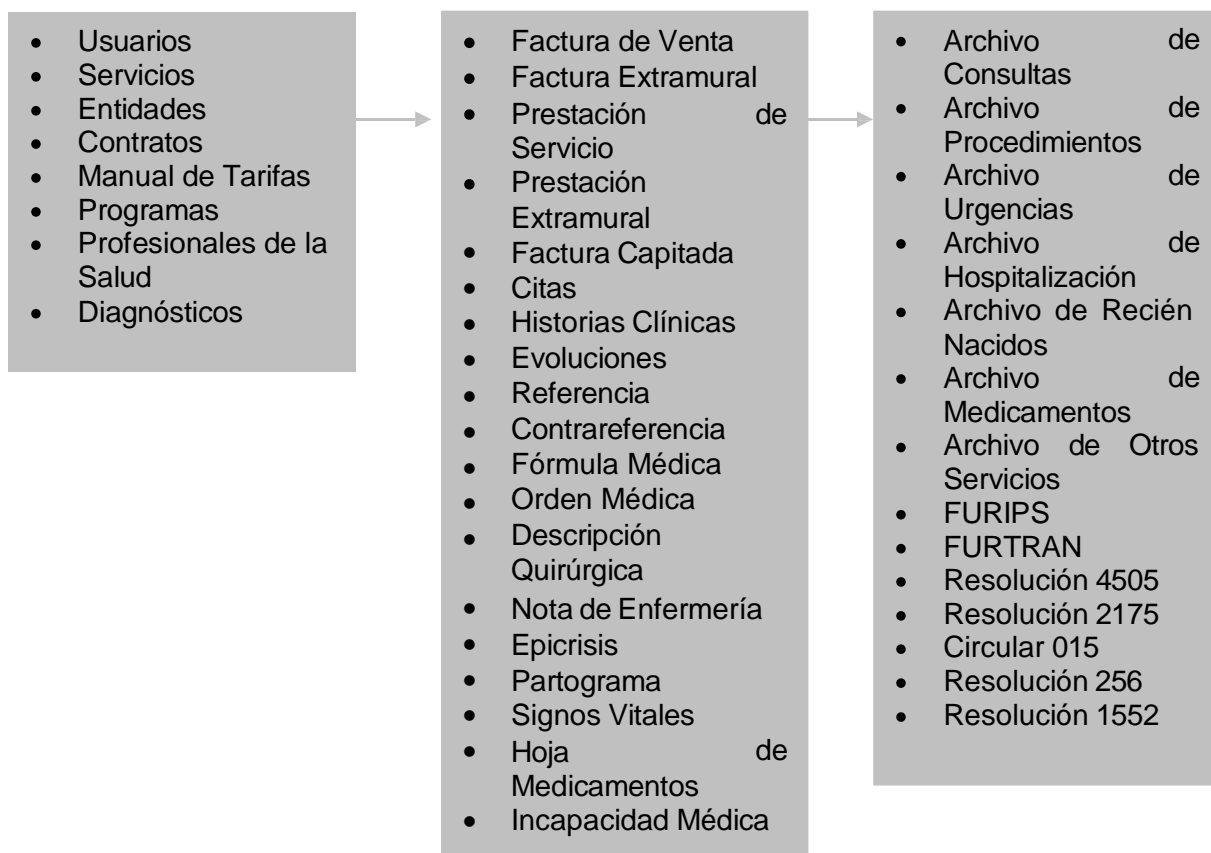 • Usuarios
• Servicios
• Entidades
• Contratos
• Manual de Tarifas
• Programas
• Profesionales de la
Salud
• Diagnósticos
• Factura de Venta
• Factura Extramural
• Prestación de
Servicio
• Prestación
Extramural
• Factura Capitada
• Citas
• Historias Clínicas
• Evoluciones
• Referencia
• Contrareferencia
• Fórmula Médica
• Orden Médica
• Descripción
Quirúrgica
• Nota de Enfermería
• Epicrisis
• Partograma
• Signos Vitales
• Hoja de
Medicamentos
• Incapacidad Médica
• Archivo de
Consultas
• Archivo de
Procedimientos
• Archivo de
Urgencias
• Archivo de
Hospitalización
• Archivo de Recién
Nacidos
• Archivo de
Medicamentos
• Archivo de Otros
Servicios
• FURIPS
• FURTRAN
• Resolución 4505
• Resolución 2175
• Circular 015
• Resolución 256
• Resolución 1552